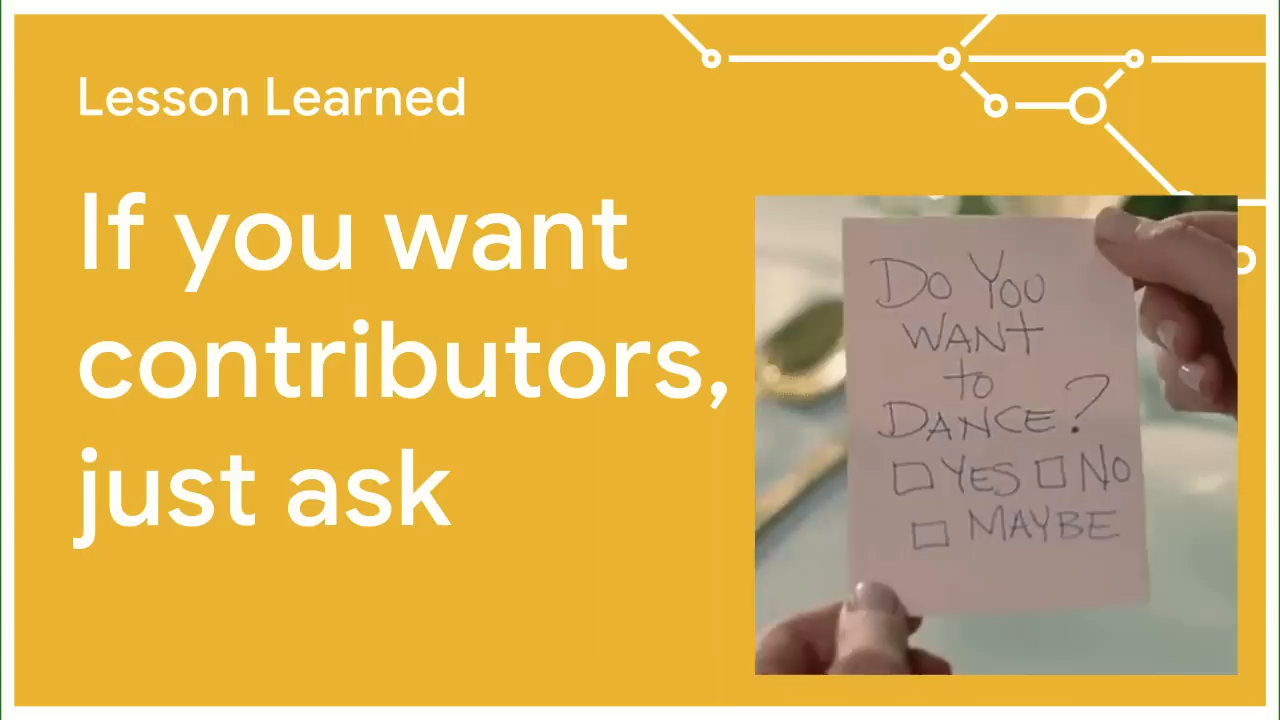 Lesson Learned
If you want
contributors,
just ask
DO YOU
WANT
to
DANCE?
YES NO
MAYBE